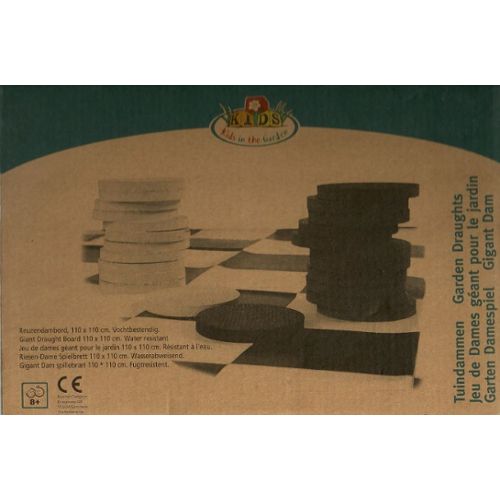 KIDS
Kids in the Garden
Tuindammen Garden Draughts
Jeu de Dames géant pour le jardin
Garten Damespiel Gigant Dam
Reuzendambord, 110 x 110 cm. Vochtbestendig.
Giant Draught Board 110 x 110 cm. Water resistant
Jeu de dames géant pour le jardin 110 x 110 cm. Résistant à l'eau.
Riesen-Dame Spielbrett 110 x 110 cm. Wasserabweisend.
Gigant Dam spillebrari 110 * 110 cm. Fugtresistent.
CE
8+